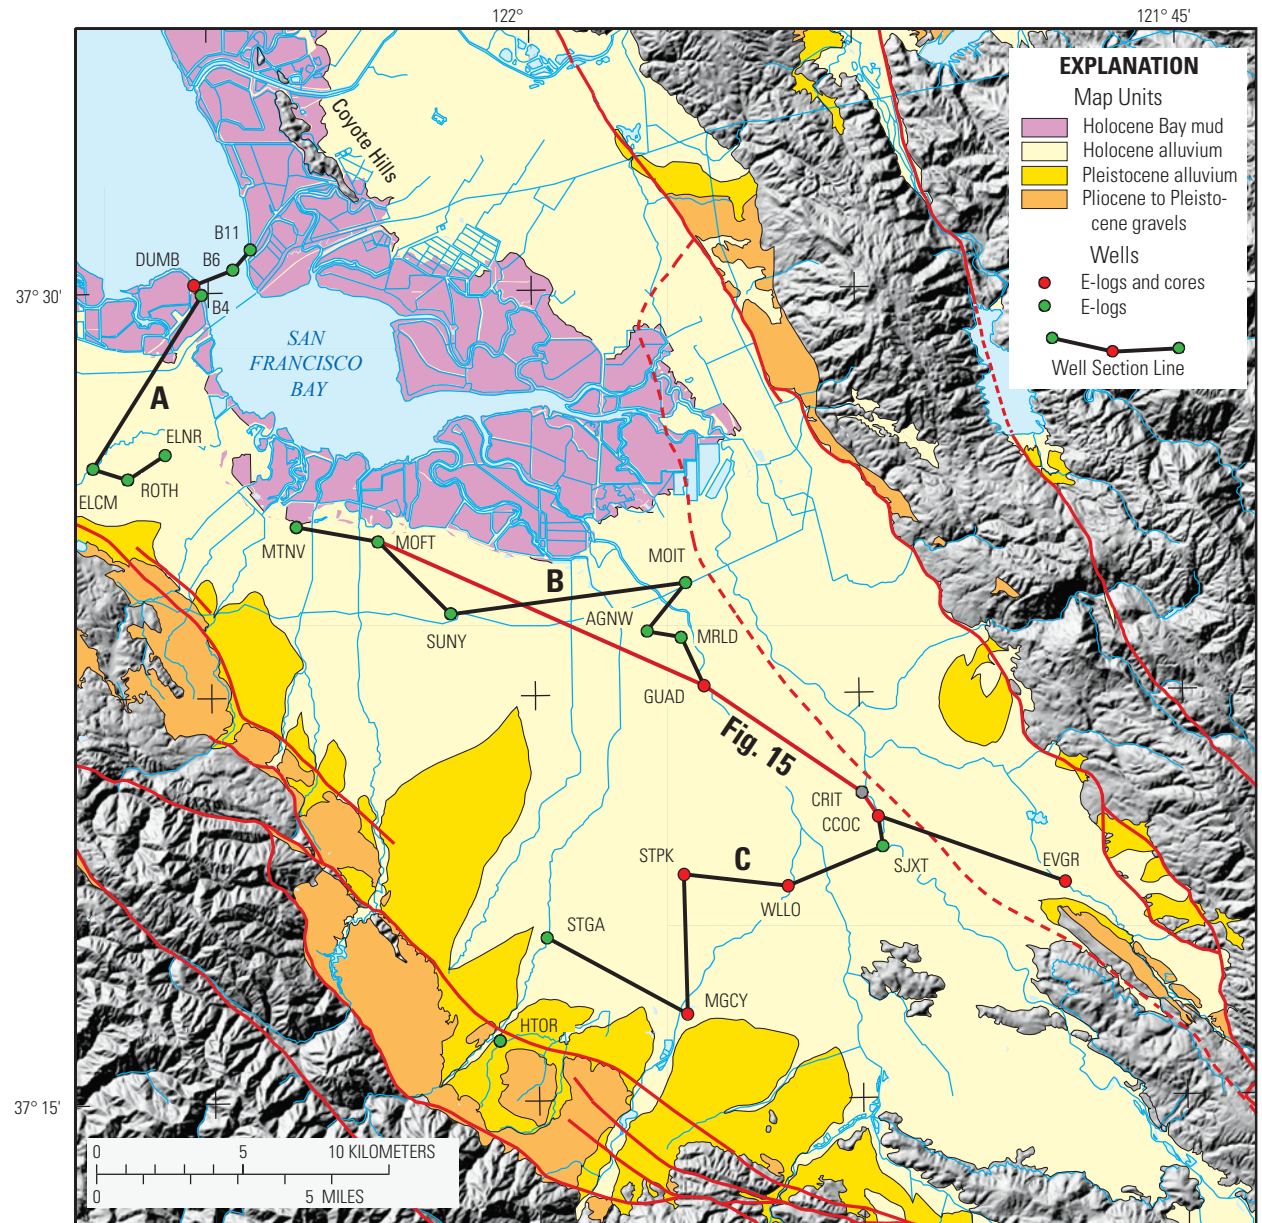 122°
121° 45'
EXPLANATION
Map Units
Holocene Bay mud
Holocene alluvium
Pleistocene alluvium
Pliocene to Pleisto-
cene gravels
Wells
E-logs and cores
E-logs
Well Section Line
Coyote Hills
B11
DUMB
B6
B4
37° 30'
SAN
FRANCISCO
BAY
A
ELNR
ROTH
ELCM
MTNV
MOFT
MOIT
B
AGNW
SUNY
MRLD
GUAD
Fig. 15
CRIT
CCOC
STPK
C
SJXT
EVGR
WLLO
STGA
MGCY
HTOR
37° 15'
0 5 10 KILOMETERS
0 5 MILES